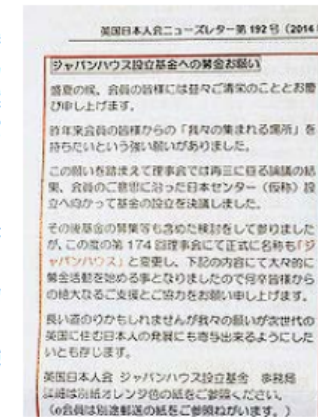 英国日本人会ニューズレター第 192 号(2014
ジャパンハウス設立基金への募金お願い
盛夏の候、会員の皆様には益々ご清栄のこととお慶
び申し上げます。
昨年来会員の皆様からの「我々の集まれる場所」を
持ちたいという強い願いがありました。
この願いを踏まえて理事会では再三に亘る論議の結
果、会員のご意思に沿った日本センター(仮称)設
立へ向かって基金の設立を決議しました。
その後基金の募集等も含めた検討をして参りました
が、この度の第 174 回理事会にて正式に名称も「ジ
ャパンハウス」と変更し、下記の内容にて大々的に
募金活動を始める事となりましたので何卒皆様から
の絶大なるご支援とご協力をお願い申し上げます。
長い道のりかもしれませんが我々の願いが次世代の
英国に住む日本人の発展にも寄与出来るようにした
いとも存じます。
英国日本人会 ジャパンハウス設立基金 事務局
詳細は別紙オレンジ色の紙をご参照ください。
(e会員は別途郵送の紙をご参照ねがいます。)